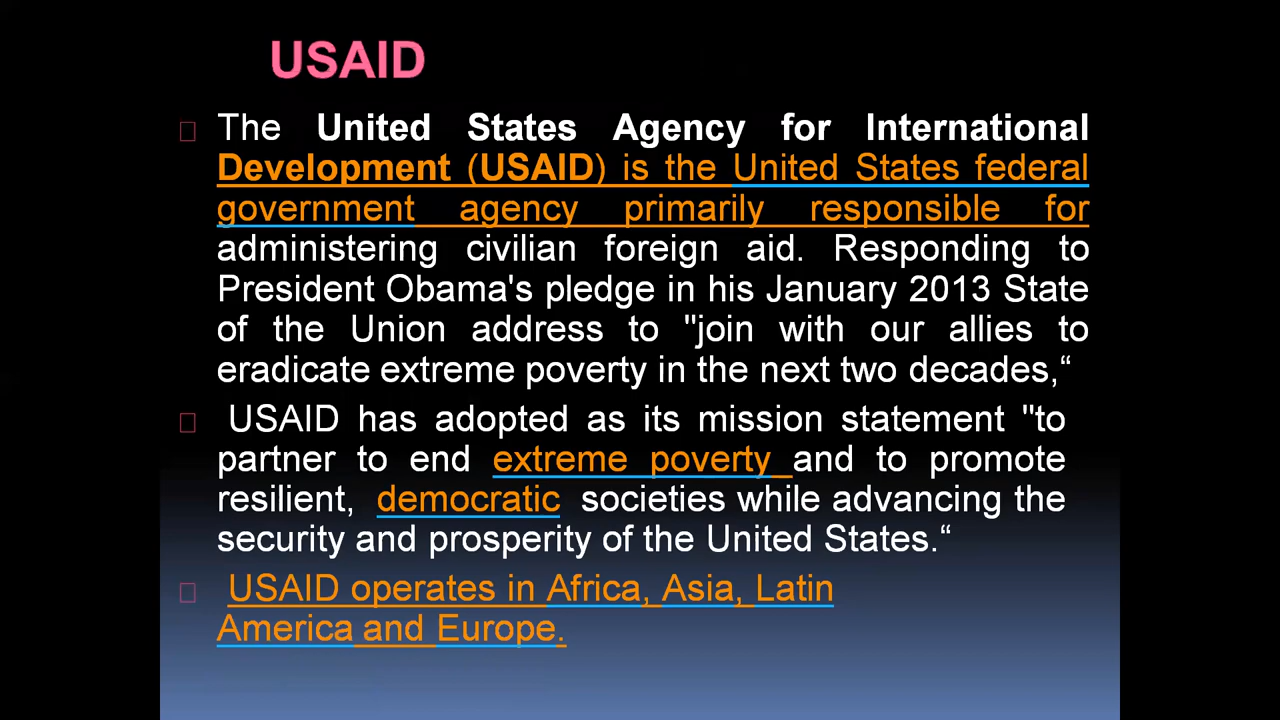 USAID
The United States Agency for International
Development (USAID) is the United States federal
government agency primarily responsible for
administering civilian foreign aid. Responding to
President Obama's pledge in his January 2013 State
of the Union address to "join with our allies to
eradicate extreme poverty in the next two decades,“
USAID has adopted as its mission statement "to
partner to end extreme poverty and to promote
resilient, democratic societies while advancing the
security and prosperity of the United States.“
USAID operates in Africa, Asia, Latin
America and Europe.